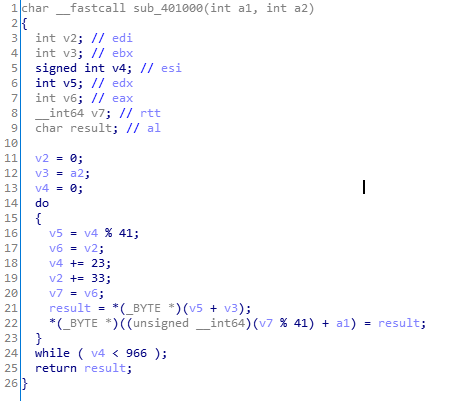 1 char __fastcall sub_401000(int a1, int a2)
2 {
3   int v2; // edi
4   int v3; // ebx
5   signed int v4; // esi
6   int v5; // edx
7   int v6; // eax
8   __int64 v7; // rtt
9   char result; // al
10
11   v2 = 0;
12   v3 = a2;
13   v4 = 0;
14   do
15   {
16     v5 = v4 % 41;
17     v6 = v2;
18     v4 += 23;
19     v2 += 33;
20     v7 = v6;
21     result = *(_BYTE *)(v5 + v3);
22     *(_BYTE *)((unsigned __int64)(v7 % 41) + a1) = result;
23   }
24   while ( v4 < 966 );
25   return result;
26 }